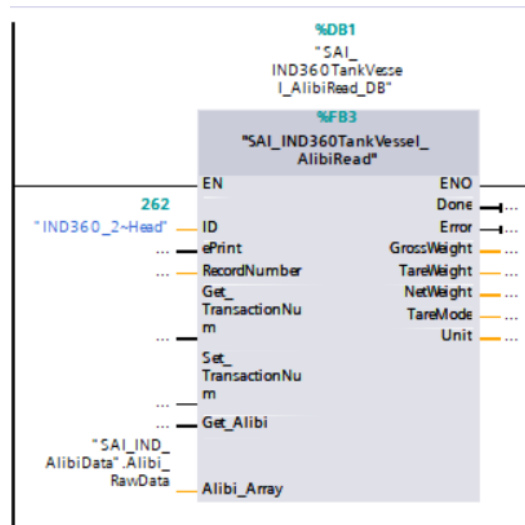 %DB1
"SAI_
IND360TankVesse
l_AlibiRead_DB"
%FB3
"SAI_IND360TankVessel_
AlibiRead"
EN ENO
262 Done
"IND360_2~Head" ID Error
... ePrint GrossWeight
... RecordNumber TareWeight
Get_ NetWeight
TransactionNu TareMode
... m Unit
Set_
TransactionNu
... m
... Get_Alibi
"SAI_IND_
AlibiData".Alibi_
RawData
Alibi_Array